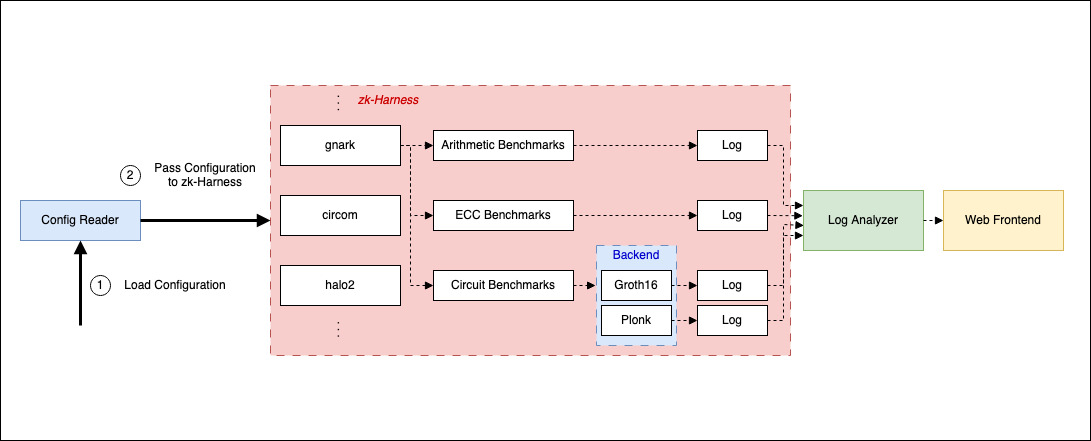 zk-Harness
gnark
Arithmetic Benchmarks
Log
2
Pass Configuration
to zk-Harness
Config Reader
circom
ECC Benchmarks
Log
Log Analyzer
Web Frontend
Backend
1
Load Configuration
halo2
Circuit Benchmarks
Groth16
Log
Plonk
Log